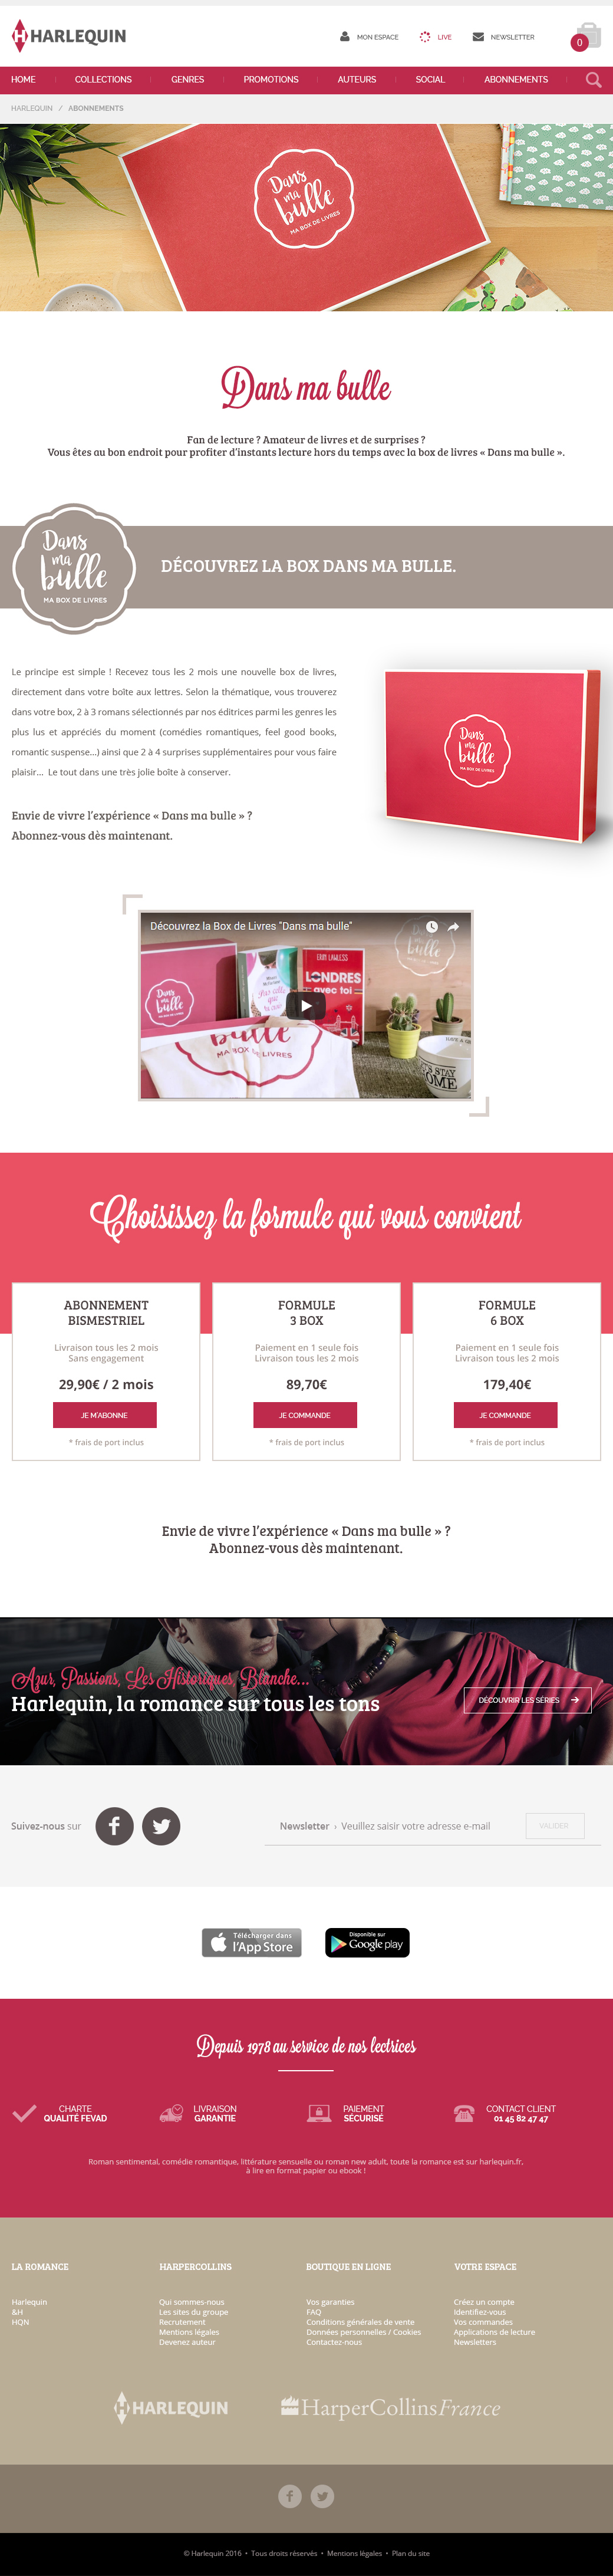 HARLEQUIN
MON ESPACE
LIVE
NEWSLETTER
0
HOME
COLLECTIONS
GENRES
PROMOTIONS
AUTEURS
SOCIAL
ABONNEMENTS
HARLEQUIN / ABONNEMENTS
Dans
ma
bulle
MA BOX DE LIVRES
Dans ma bulle
Fan de lecture ? Amateur de livres et de surprises ?
Vous êtes au bon endroit pour profiter d'instants lecture hors du temps avec la box de livres « Dans ma bulle ».
Dans
ma
bulle
MA BOX DE LIVRES
DÉCOUVREZ LA BOX DANS MA BULLE.
Le principe est simple ! Recevez tous les 2 mois une nouvelle box de livres,
directement dans votre boîte aux lettres. Selon la thématique, vous trouverez
dans votre box, 2 à 3 romans sélectionnés par nos éditrices parmi les genres les
plus lus et appréciés du moment (comédies romantiques, feel good books,
romantic suspense...) ainsi que 2 à 4 surprises supplémentaires pour vous faire
plaisir... Le tout dans une très jolie boîte à conserver.
Dans
ma
bulle
MA BOX DE LIVRES
Envie de vivre l'expérience « Dans ma bulle » ?
Abonnez-vous dès maintenant.
Découvrez la Box de Livres "Dans ma bulle"
ERIN LAWLESS
LONDRES
avec toi
Dans
ma
bulle
BULLE
MA BOX DE LIVRES
LET'S STAY
HOME
Choisissez la formule qui vous convient
ABONNEMENT
BISMESTRIEL
Livraison tous les 2 mois
Sans engagement
29,90€ / 2 mois
JE M'ABONNE
* frais de port inclus
FORMULE
3 BOX
Paiement en 1 seule fois
Livraison tous les 2 mois
89,70€
JE COMMANDE
* frais de port inclus
FORMULE
6 BOX
Paiement en 1 seule fois
Livraison tous les 2 mois
179,40€
JE COMMANDE
* frais de port inclus
Envie de vivre l'expérience « Dans ma bulle » ?
Abonnez-vous dès maintenant.
Azur, Passions, Les Historiques, Blanche...
Harlequin, la romance sur tous les tons
DÉCOUVRIR LES SÉRIES
Suivez-nous sur
Newsletter › Veuillez saisir votre adresse e-mail
VALIDER
Télécharger dans
l'App Store
Disponible sur
Google play
Depuis 1978 au service de nos lectrices
CHARTE
QUALITÉ FEVAD
LIVRAISON
GARANTIE
PAIEMENT
SÉCURISÉ
CONTACT CLIENT
01 45 82 47 47
Roman sentimental, comédie romantique, littérature sensuelle ou roman new adult, toute la romance est sur harlequin.fr,
à lire en format papier ou ebook !
LA ROMANCE
Harlequin
&H
HQN
HARPERCOLLINS
Qui sommes-nous
Les sites du groupe
Recrutement
Mentions légales
Devenez auteur
BOUTIQUE EN LIGNE
Vos garanties
FAQ
Conditions générales de vente
Données personnelles / Cookies
Contactez-nous
VOTRE ESPACE
Créez un compte
Identifiez-vous
Vos commandes
Applications de lecture
Newsletters
HARLEQUIN
HarperCollins France
© Harlequin 2016 • Tous droits réservés • Mentions légales • Plan du site